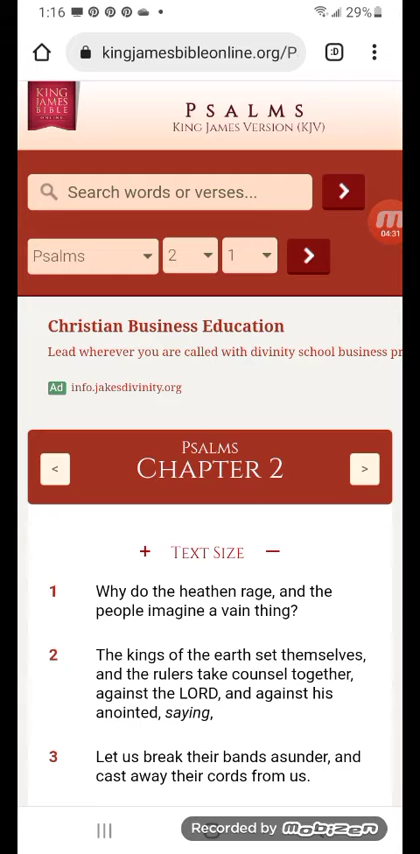 1:16 29%
kingjamesbibleonline.org/P
:D
KING
JAMES
BIBLE
ONLINE
PSALMS
KING JAMES VERSION (KJV)
Search words or verses...
>
04:31
Psalms 2 1 >
Christian Business Education
Lead wherever you are called with divinity school business pr
Ad info.jakesdivinity.org
PSALMS
< CHAPTER 2 >
+ TEXT SIZE −
1 Why do the heathen rage, and the
people imagine a vain thing?
2 The kings of the earth set themselves,
and the rulers take counsel together,
against the LORD, and against his
anointed, saying,
3 Let us break their bands asunder, and
cast away their cords from us.
Recorded by mobizen